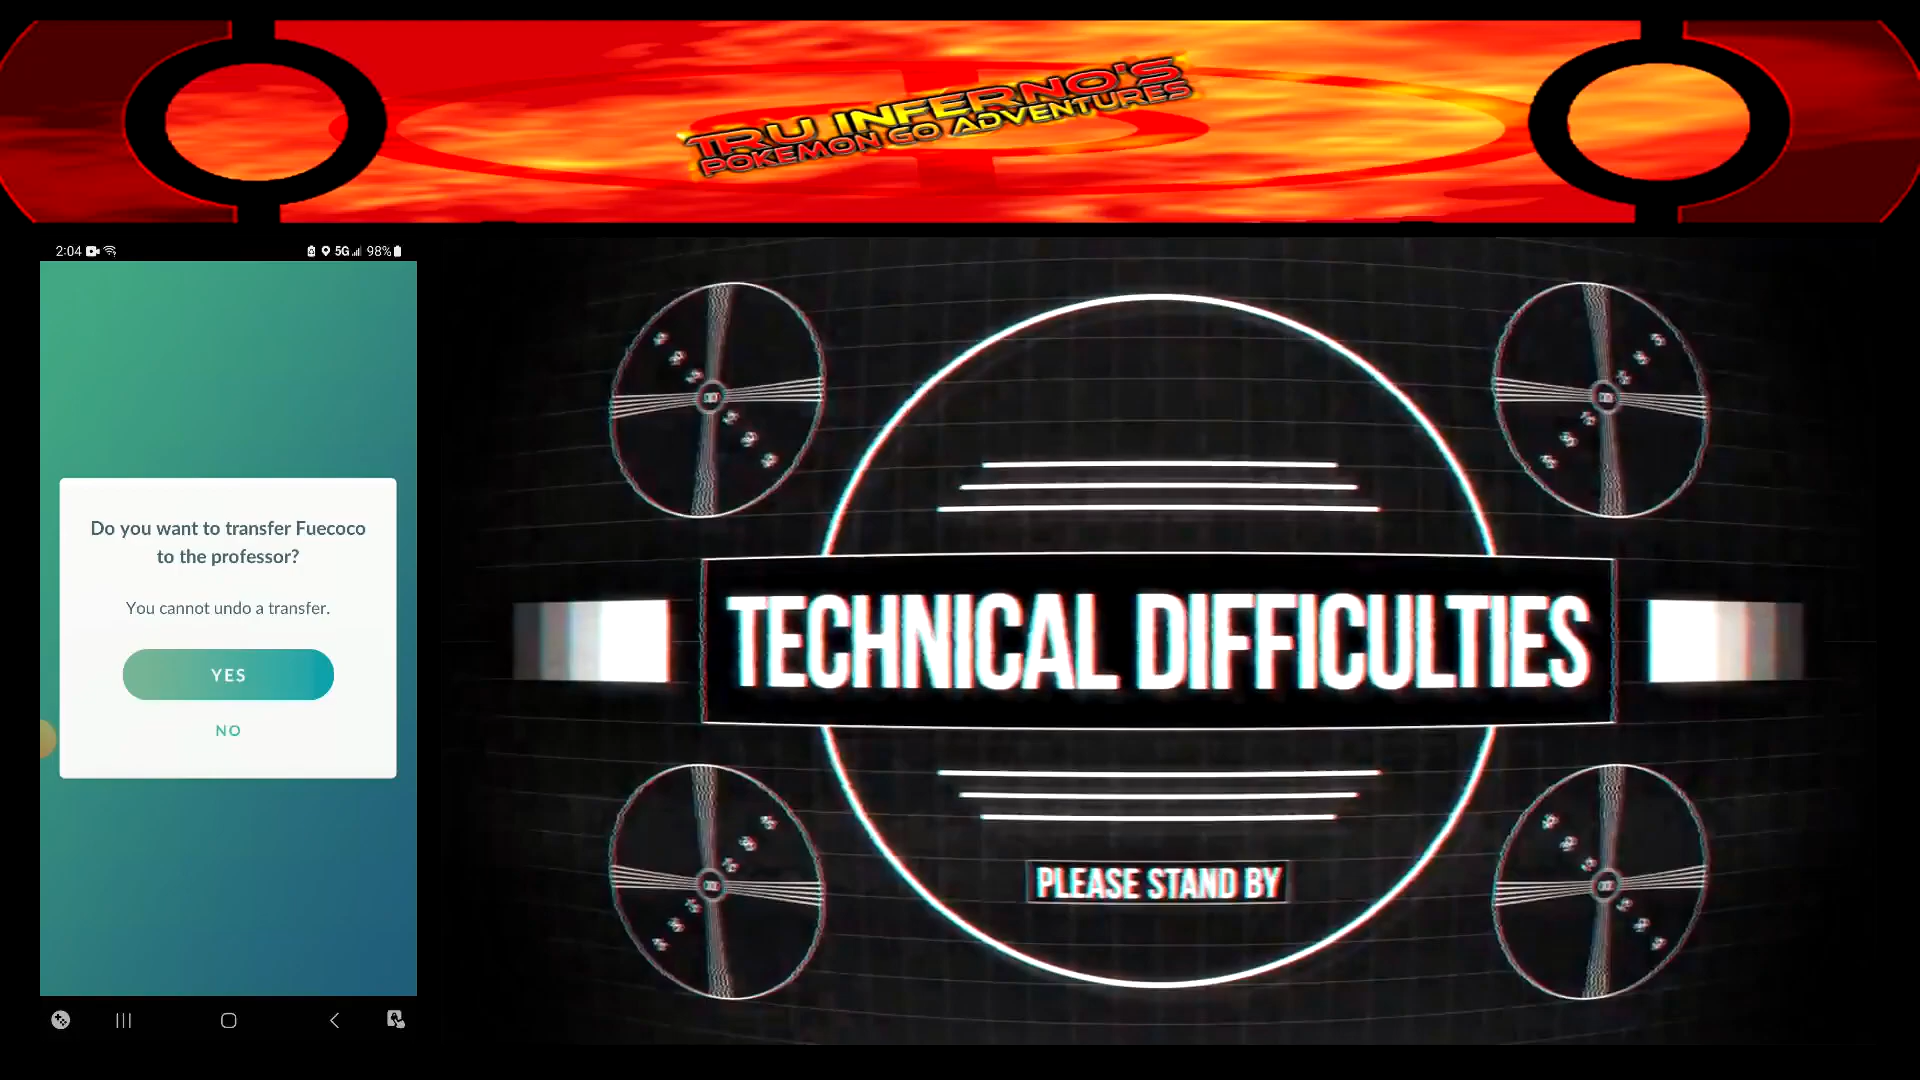 TRU INFERNO'S
POKEMON GO ADVENTURES
2:04
5G
98%
Do you want to transfer Fuecoco
to the professor?
You cannot undo a transfer.
YES
NO
TECHNICAL DIFFICULTIES
PLEASE STAND BY